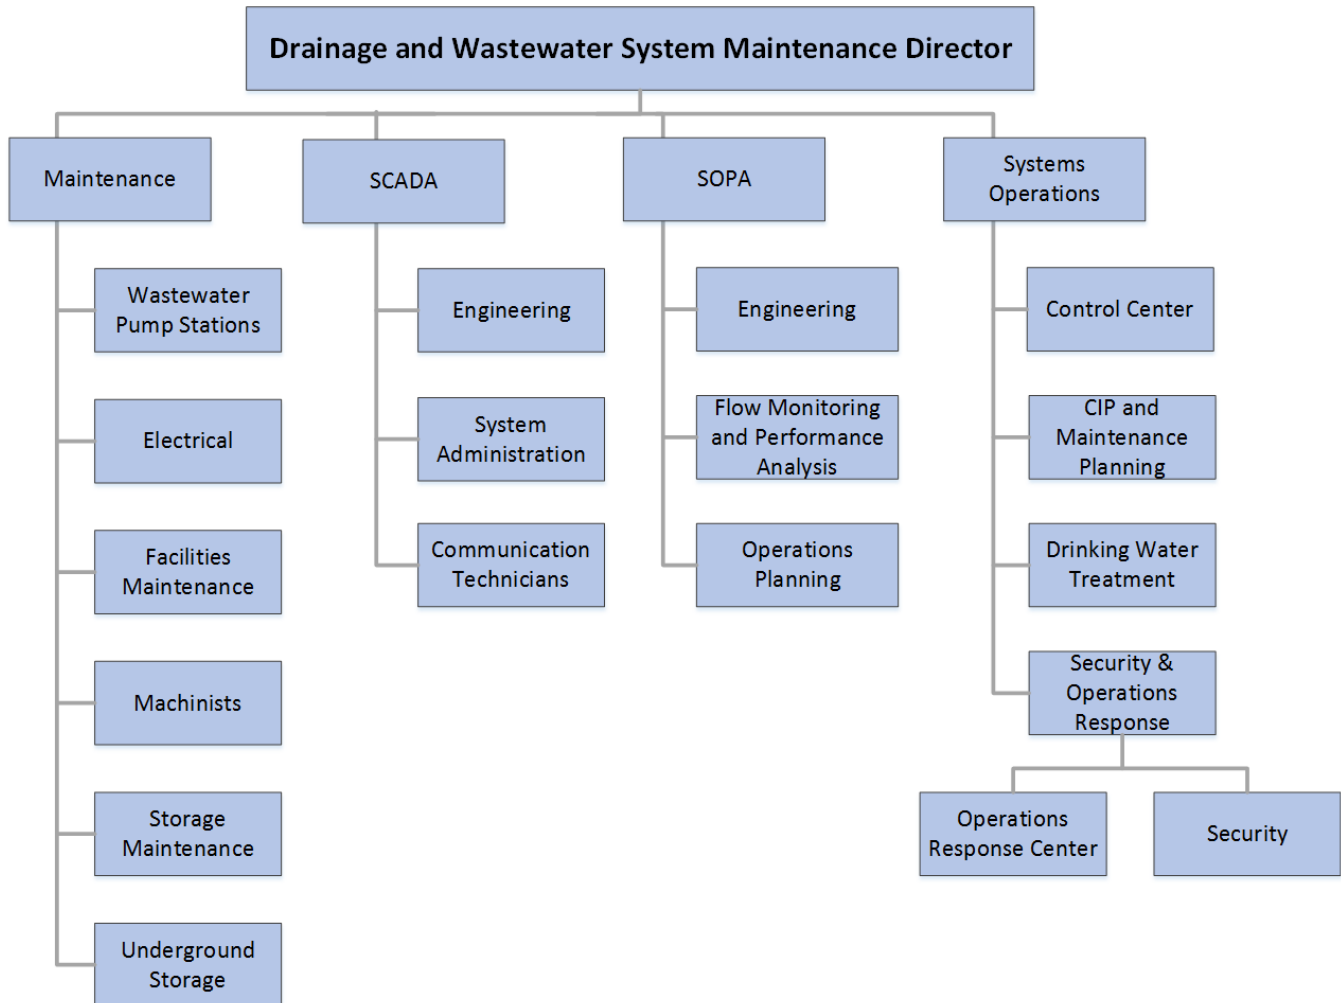 Drainage and Wastewater System Maintenance Director
Maintenance
SCADA
SOPA
Systems
Operations
Wastewater
Pump Stations
Electrical
Facilities
Maintenance
Machinists
Storage
Maintenance
Underground
Storage
Engineering
System
Administration
Communication
Technicians
Engineering
Flow Monitoring
and Performance
Analysis
Operations
Planning
Control Center
CIP and
Maintenance
Planning
Drinking Water
Treatment
Security &
Operations
Response
Operations
Response Center
Security